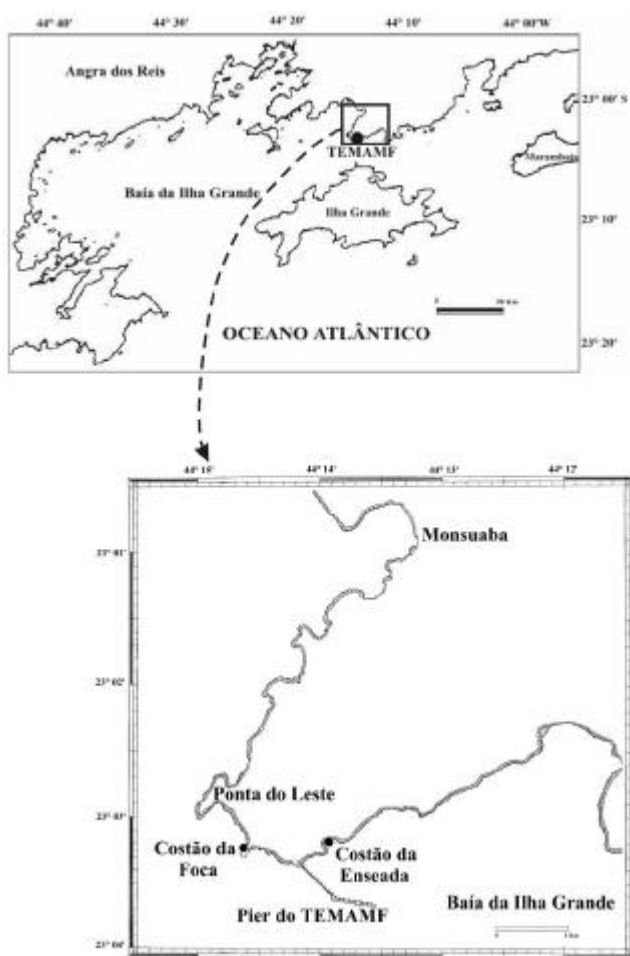 44° 40'
44° 30'
44° 20'
44° 10'
44° 00'W
Angra dos Reis
23° 00' S
TEMAMF
Marambaia
Baía da Ilha Grande
Ilha Grande
23° 10'
0
OCEANO ATLÂNTICO
23° 20'
44° 15'
44° 14'
44° 13'
44° 12'
Monsuaba
23° 01'
23° 02'
Ponta do Leste
23° 03'
Costão da
Foca
Costão da
Enseada
Pier do TEMAMF
Baía da Ilha Grande
23° 04'